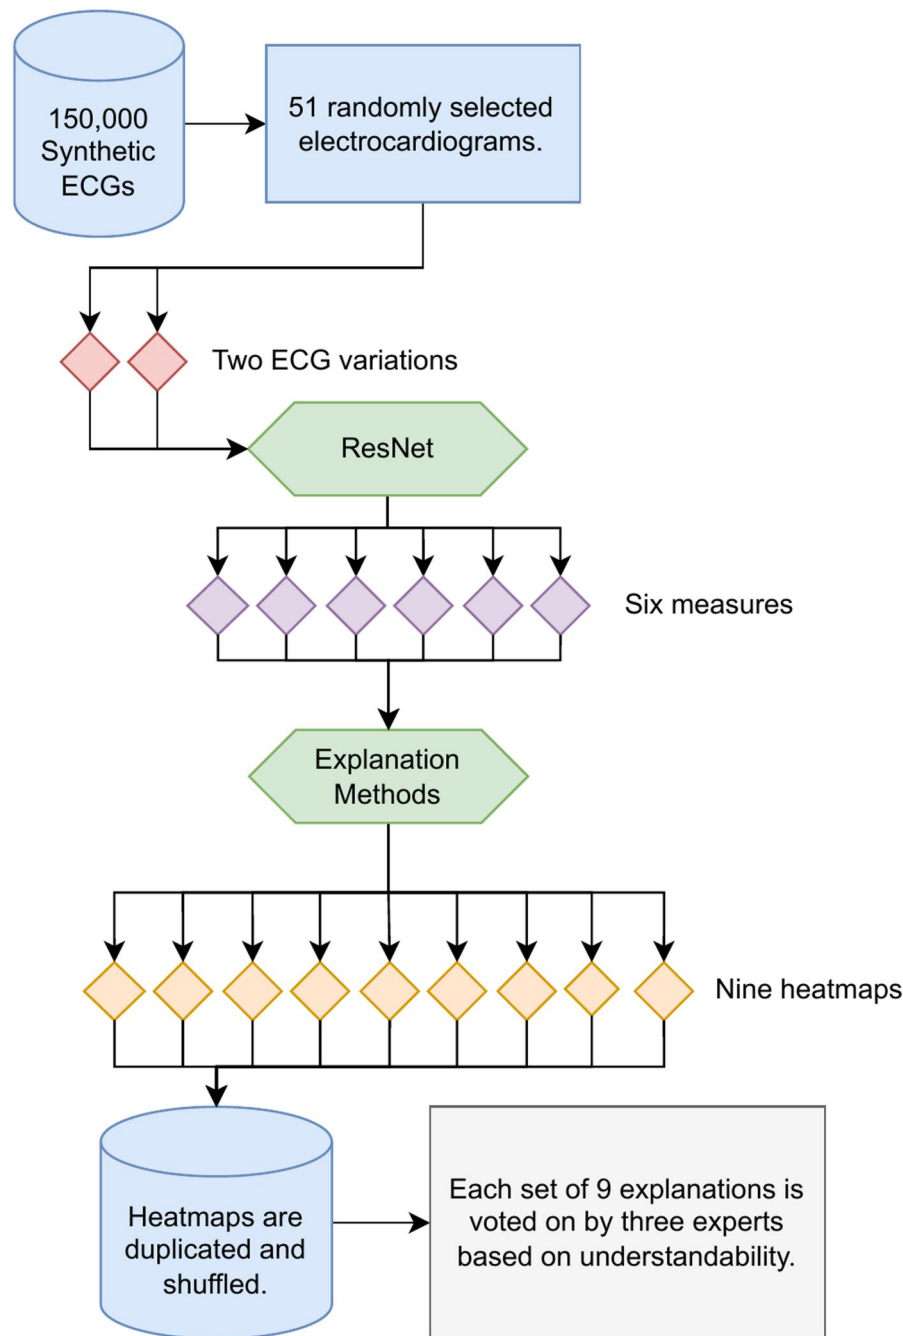 150,000
Synthetic
ECGs
51 randomly selected
electrocardiograms.
Two ECG variations
ResNet
Six measures
Explanation
Methods
Nine heatmaps
Heatmaps are
duplicated and
shuffled.
Each set of 9 explanations is
voted on by three experts
based on understandability.